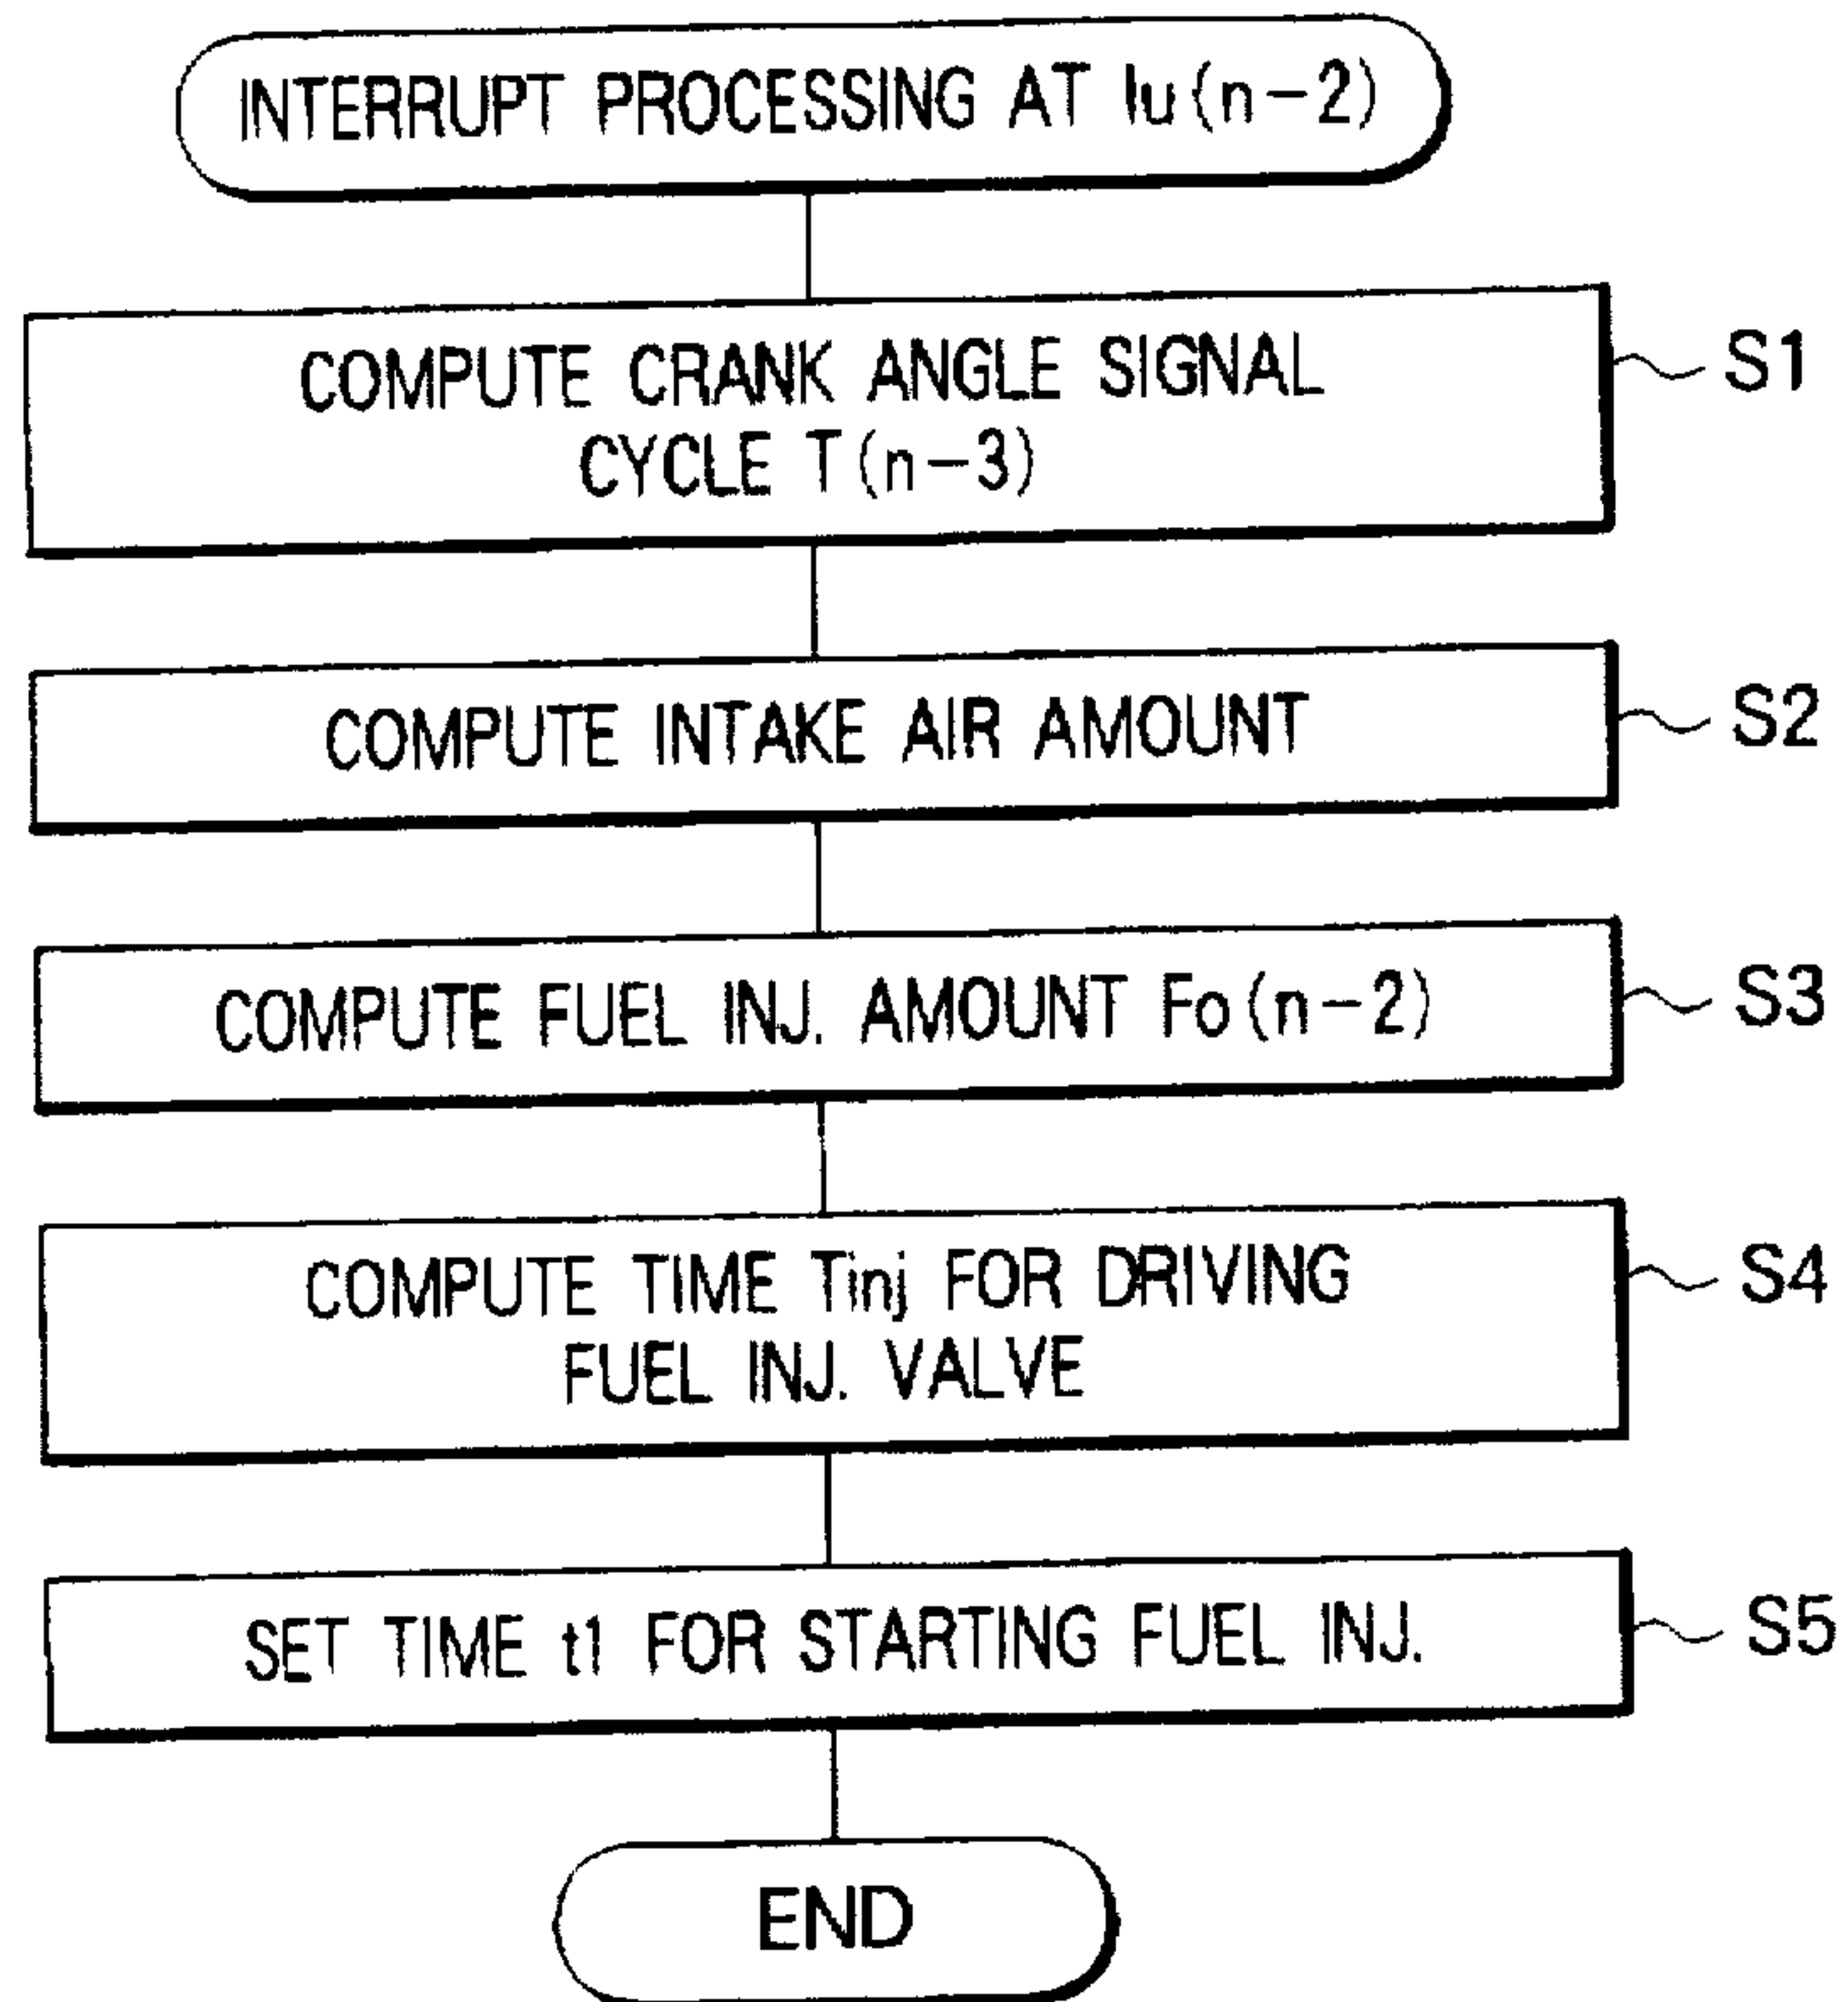 INTERRUPT PROCESSING AT Iu(n-2)
COMPUTE CRANK ANGLE SIGNAL
CYCLE T(n-3)
S1
COMPUTE INTAKE AIR AMOUNT
S2
COMPUTE FUEL INJ. AMOUNT Fo(n-2)
S3
COMPUTE TIME Tinj FOR DRIVING
FUEL INJ. VALVE
S4
SET TIME t1 FOR STARTING FUEL INJ.
S5
END